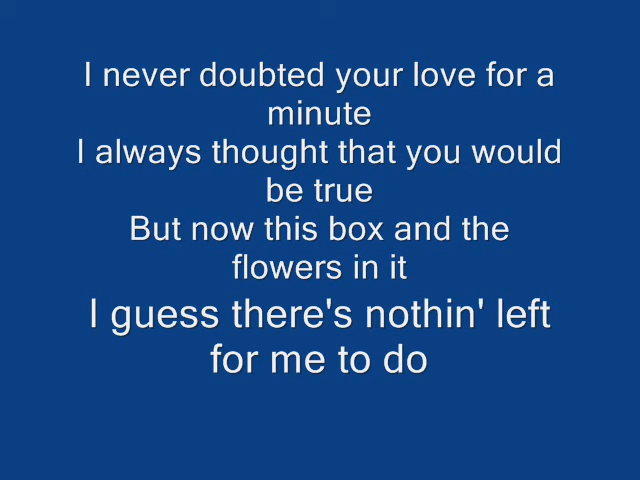 I never doubted your love for a
minute
I always thought that you would
be true
But now this box and the
flowers in it
I guess there's nothin' left
for me to do